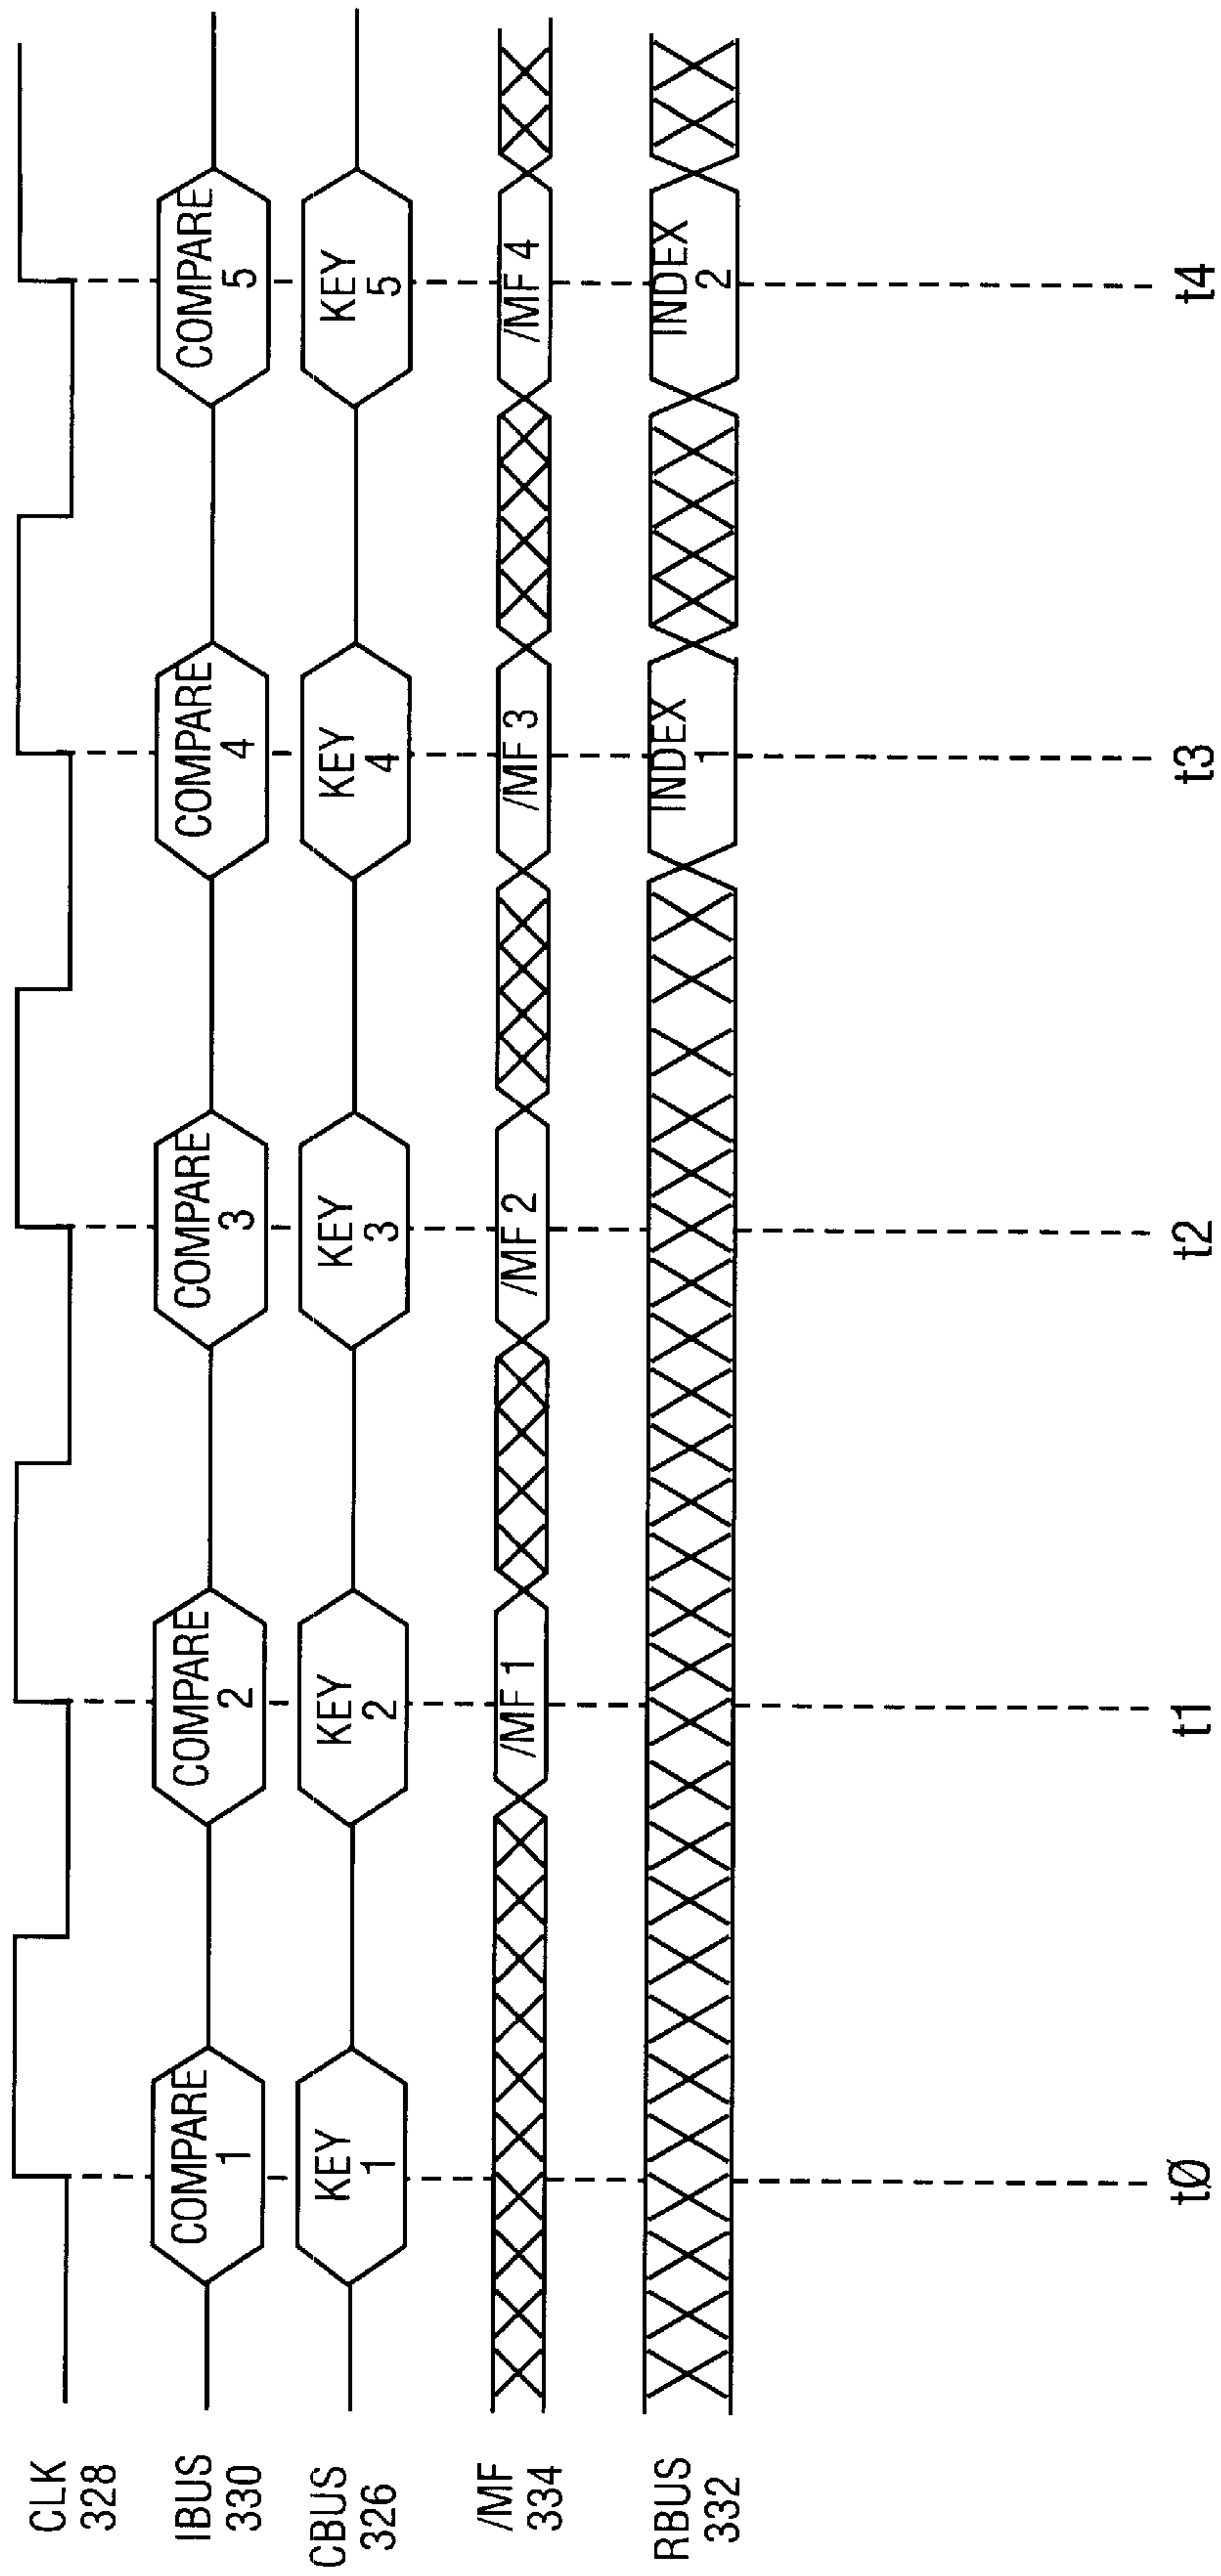 CLK
328
IBUS
330
COMPARE
1
COMPARE
2
COMPARE
3
COMPARE
4
COMPARE
5
CBUS
326
KEY
1
KEY
2
KEY
3
KEY
4
KEY
5
/MF
334
/MF 1
/MF 2
/MF 3
/MF 4
RBUS
332
INDEX
1
INDEX
2
tØ
t1
t2
t3
t4